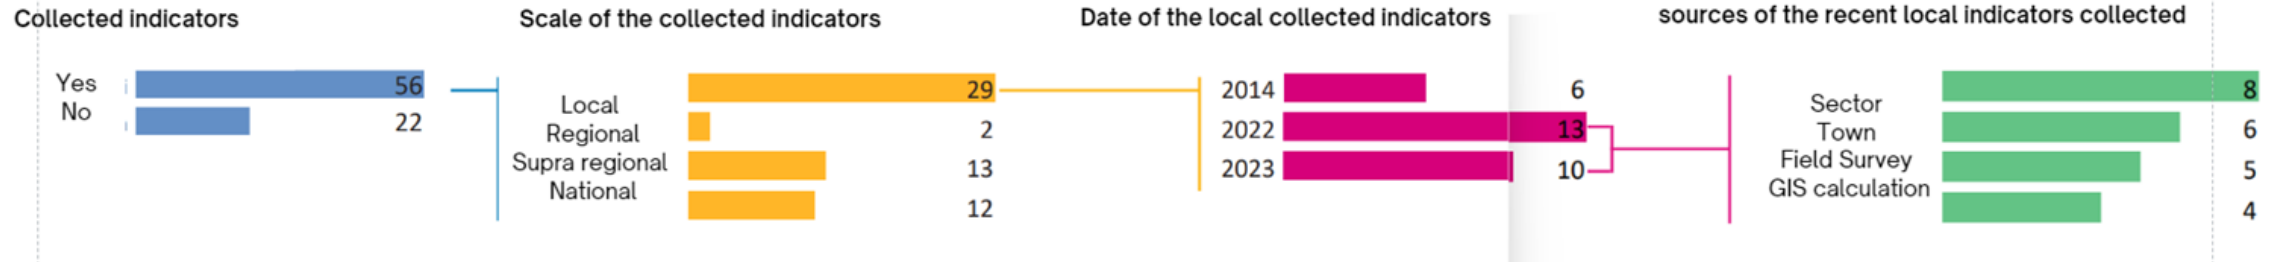 Collected indicators
Yes 56
No 22
Scale of the collected indicators
Local 29
Regional 2
Supra regional 13
National 12
Date of the local collected indicators
2014 6
2022 13
2023 10
sources of the recent local indicators collected
Sector 8
Town 6
Field Survey 5
GIS calculation 4